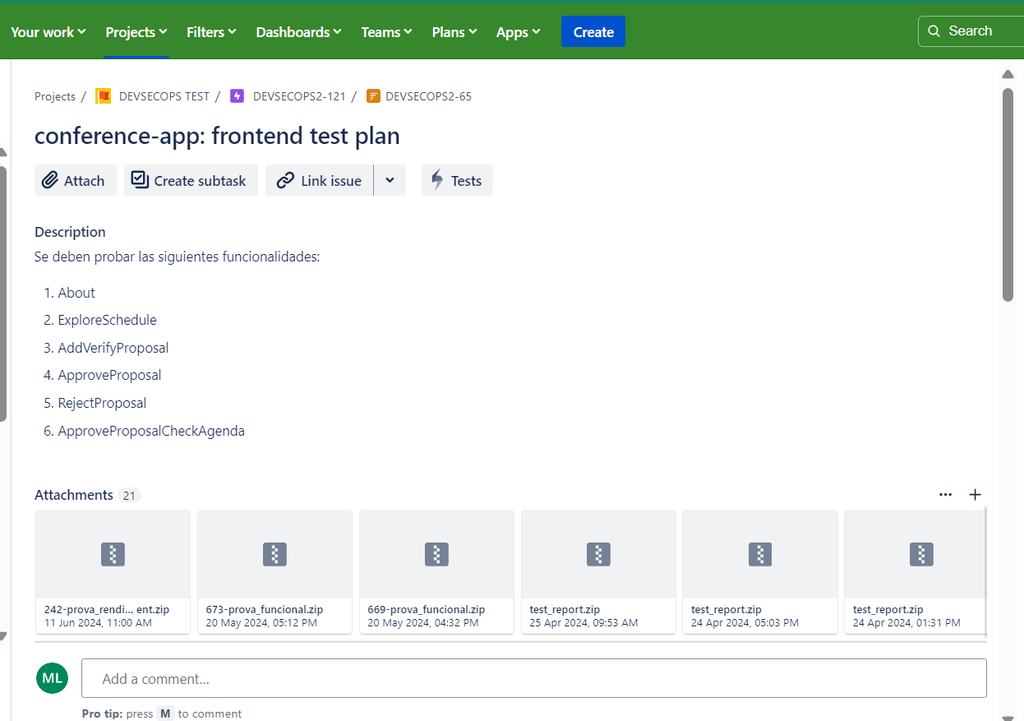 Your work Projects Filters Dashboards Teams Plans Apps Create Search
Projects / DEVSECOPS TEST / DEVSECOPS2-121 / DEVSECOPS2-65
conference-app: frontend test plan
Attach Create subtask Link issue Tests
Description
Se deben probar las siguientes funcionalidades:
1. About
2. ExploreSchedule
3. AddVerifyProposal
4. ApproveProposal
5. RejectProposal
6. ApproveProposalCheckAgenda
Attachments 21
242-prova_rendi... ent.zip 673-prova_funcional.zip 669-prova_funcional.zip test_report.zip test_report.zip test_report.zip
11 Jun 2024, 11:00 AM 20 May 2024, 05:12 PM 20 May 2024, 04:32 PM 25 Apr 2024, 09:53 AM 24 Apr 2024, 05:03 PM 24 Apr 2024, 01:31 PM
ML Add a comment...
Pro tip: press M to comment